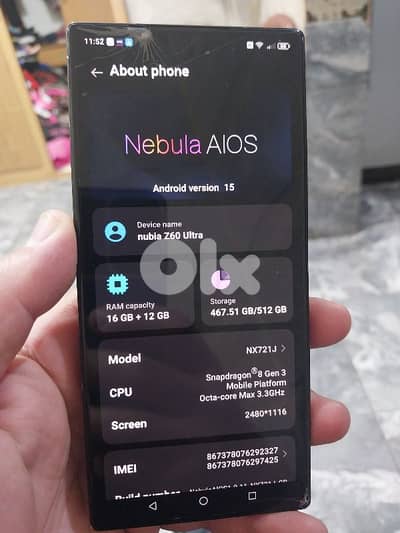 11:52
← About phone
Nebula AIOS
Android version 15
Device name
nubia Z60 Ultra
olx
RAM capacity
16 GB + 12 GB
Storage
467.51 GB/512 GB
Model NX721J >
CPU Snapdragon®8 Gen 3
Mobile Platform
Octa-core Max 3.3GHz
Screen 2480*1116
IMEI 867378076292327 >
867378076297425
Build number